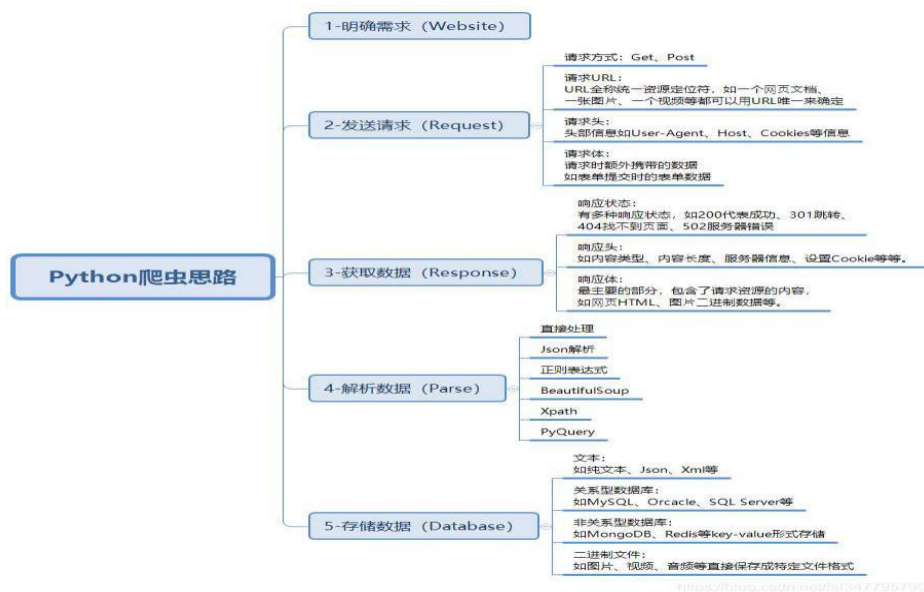 Python爬虫思路
1-明确需求（Website）
2-发送请求（Request）
请求方式：Get、Post
请求URL：
URL全称统一资源定位符，如一个网页文档、
一张图片、一个视频等都可以用URL唯一来确定
请求头：
头部信息如User-Agent、Host、Cookies等信息
请求体：
请求时额外携带的数据
如表单提交时的表单数据
3-获取数据（Response）
响应状态：
有多种响应状态，如200代表成功、301跳转、
404找不到页面、502服务器错误
响应头：
如内容类型、内容长度、服务器信息、设置Cookie等等。
响应体：
最主要的部分，包含了请求资源的内容，
如网页HTML、图片二进制数据等。
4-解析数据（Parse）
直接处理
Json解析
正则表达式
BeautifulSoup
Xpath
PyQuery
5-存储数据（Database）
文本：
如纯文本、Json、Xml等
关系型数据库：
如MySQL、Orcacle、SQL Server等
非关系型数据库：
如MongoDB、Redis等key-value形式存储
二进制文件：
如图片、视频、音频等直接保存成特定文件格式